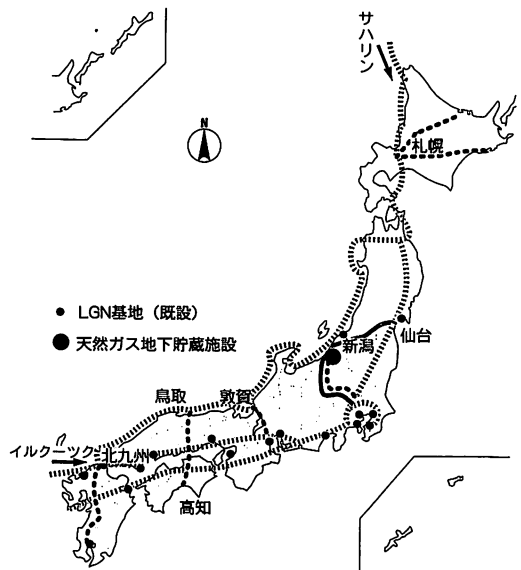 サハリン
N
札幌
LGN基地（既設）
天然ガス地下貯蔵施設
仙台
新潟
鳥取
敦賀
イルクーツク
北九州
高知